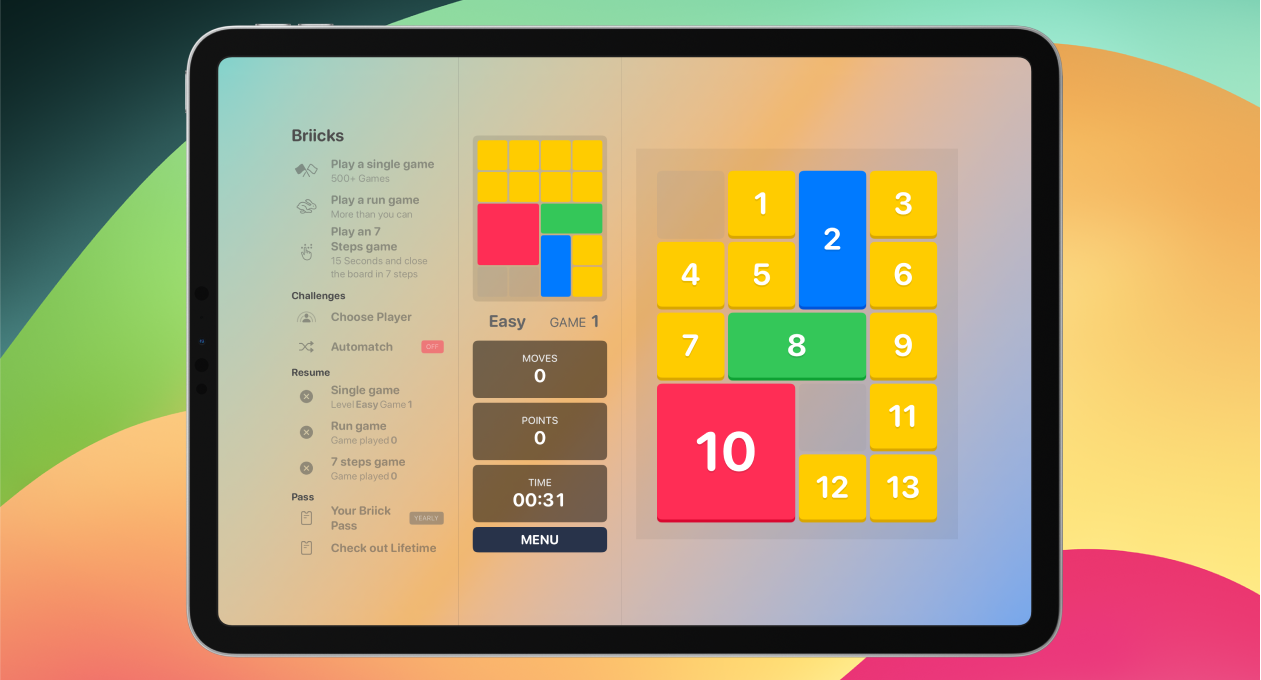 Briicks
Play a single game
500+ Games
Play a run game
More than you can
Play an 7
Steps game
15 Seconds and close
the board in 7 steps
Challenges
Choose Player
Automatch OFF
Resume
Single game
Level Easy Game 1
Run game
Game played 0
7 steps game
Game played 0
Pass
Your Briick
Pass YEARLY
Check out Lifetime
Easy GAME 1
MOVES
0
POINTS
0
TIME
00:31
MENU
1 2 3
4 5 6
7 8 9
10 11
12 13